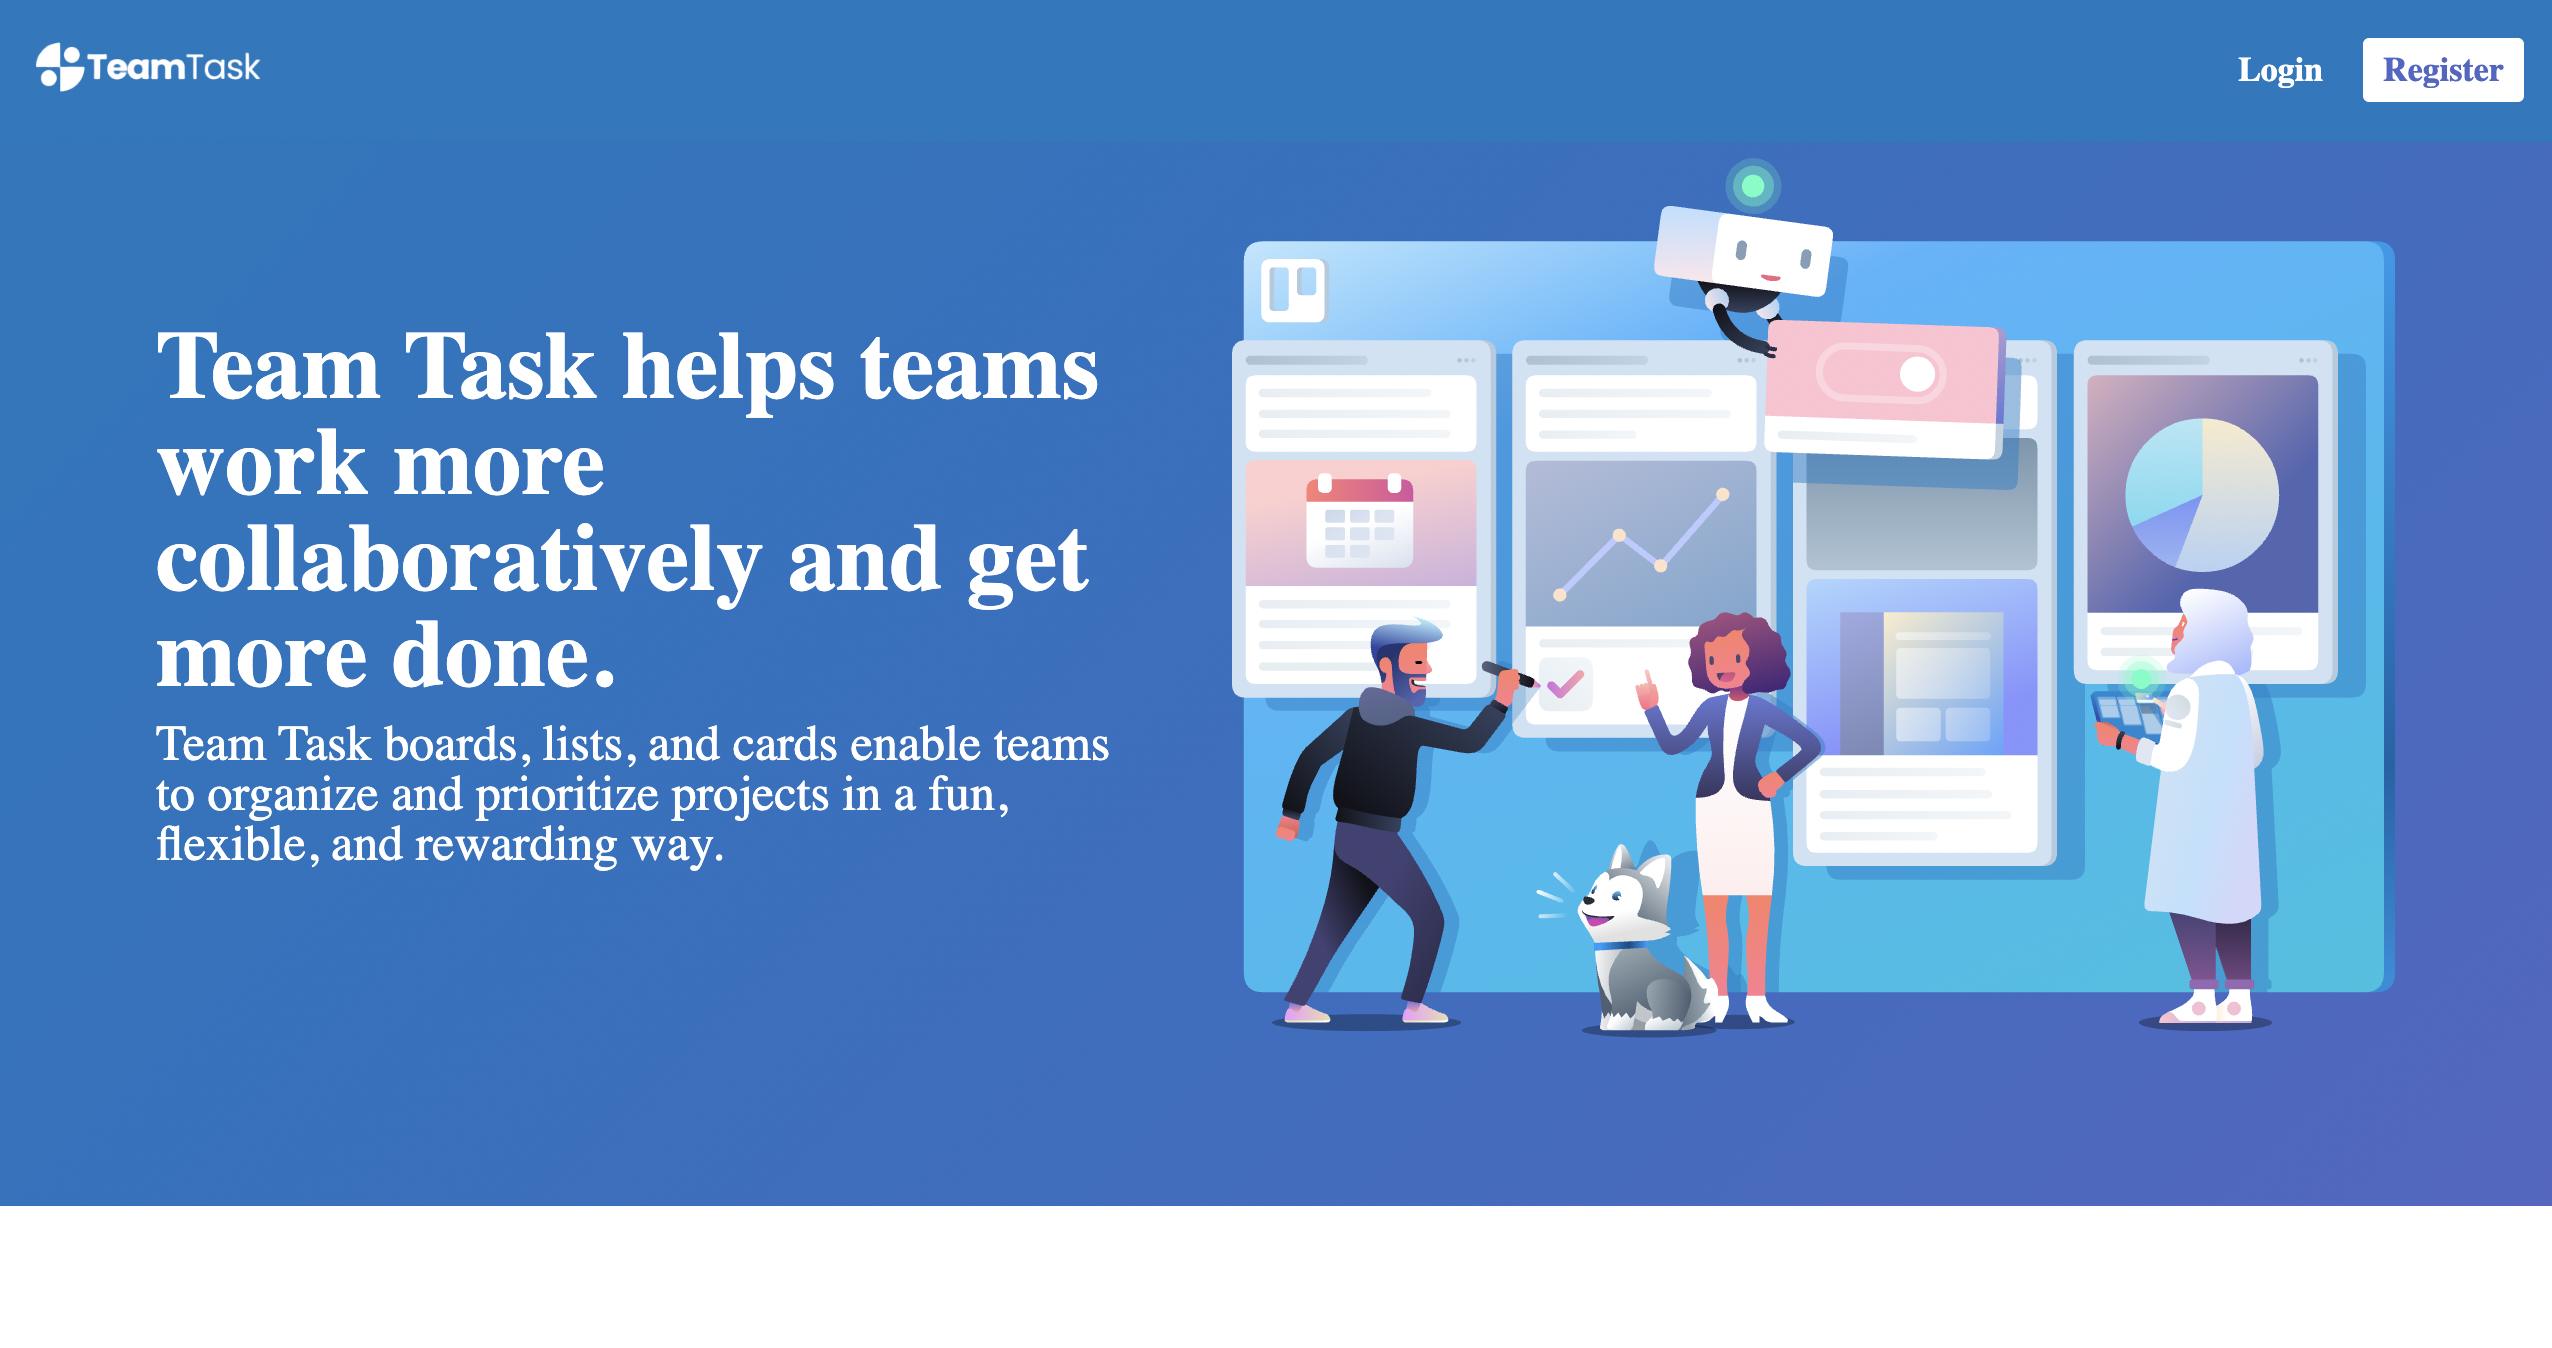 TeamTask
Login
Register
Team Task helps teams
work more
collaboratively and get
more done.
Team Task boards, lists, and cards enable teams
to organize and prioritize projects in a fun,
flexible, and rewarding way.